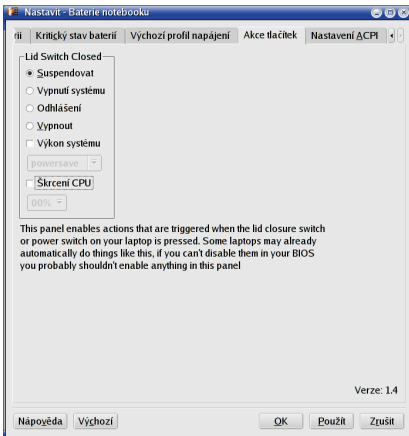 Nastavit - Baterie notebooku
rii Kritický stav baterií Výchozí profil napájení Akce tlačítek Nastavení ACPI
Lid Switch Closed
Suspendovat
Vypnutí systému
Odhlášení
Vypnout
Výkon systému
powersave
Škrcení CPU
00%
This panel enables actions that are triggered when the lid closure switch
or power switch on your laptop is pressed. Some laptops may already
automatically do things like this, if you can't disable them in your BIOS
you probably shouldn't enable anything in this panel
Verze: 1.4
Nápověda Výchozí OK Použít Zrušit